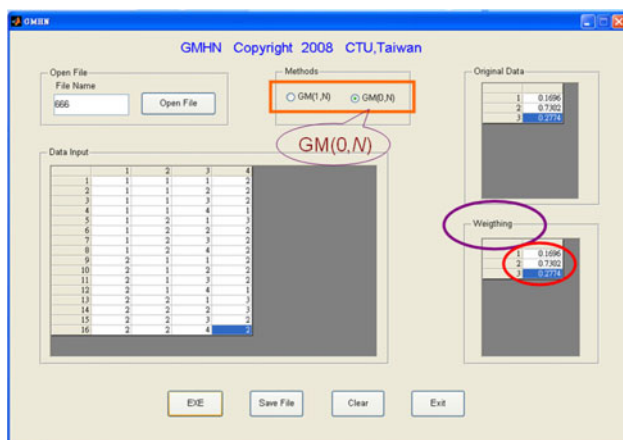 GMHN
GMHN Copyright 2008 CTU,Taiwan
Open File
File Name
666
Open File
Methods
GM(1,N)
GM(0,N)
GM(0,N)
Original Data
1 0.1696
2 0.7302
3 0.2774
Data Input
1 2 3 4
1 1 1 1 2
2 1 1 2 2
3 1 1 3 2
4 1 1 4 1
5 1 2 1 3
6 1 2 2 2
7 1 2 3 2
8 1 2 4 2
9 2 1 1 2
10 2 1 2 2
11 2 1 3 2
12 2 1 4 1
13 2 2 1 3
14 2 2 2 3
15 2 2 3 2
16 2 2 4 2
Weigthing
1 0.1696
2 0.7302
3 0.2774
EXE
Save File
Clear
Exit